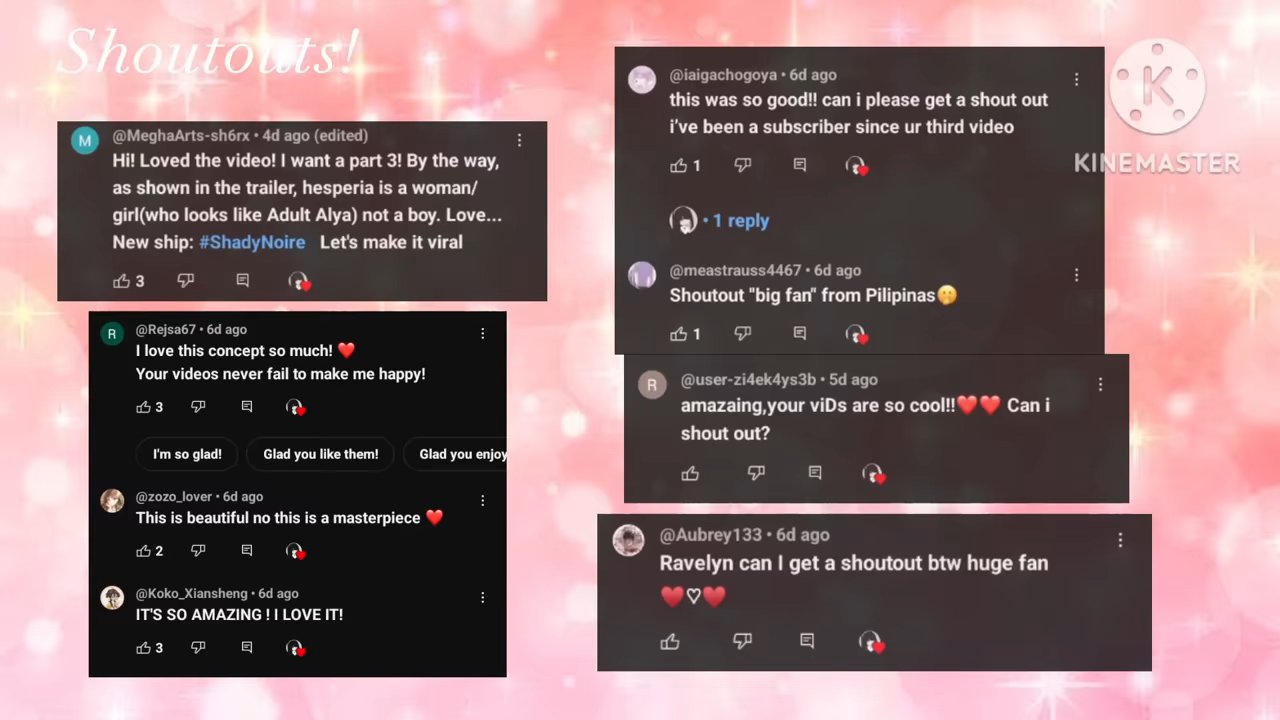 Shoutouts!
M
@MeghaArts-sh6rx • 4d ago (edited)
Hi! Loved the video! I want a part 3! By the way,
as shown in the trailer, hesperia is a woman/
girl(who looks like Adult Alya) not a boy. Love...
New ship: #ShadyNoire Let's make it viral
3
R
@Rejsa67 • 6d ago
I love this concept so much! ❤️
Your videos never fail to make me happy!
3
I'm so glad!
Glad you like them!
Glad you enjoy
@zozo_lover • 6d ago
This is beautiful no this is a masterpiece ❤️
2
@Koko_Xiansheng • 6d ago
IT'S SO AMAZING ! I LOVE IT!
3
@iaigachogoya • 6d ago
this was so good!! can i please get a shout out
i've been a subscriber since ur third video
1
• 1 reply
@meastrauss4467 • 6d ago
Shoutout "big fan" from Pilipinas🤫
1
R
@user-zi4ek4ys3b • 5d ago
amazaing,your viDs are so cool!!❤️❤️ Can i
shout out?
@Aubrey133 • 6d ago
Ravelyn can I get a shoutout btw huge fan
❤️♡❤️
K
KINEMASTER